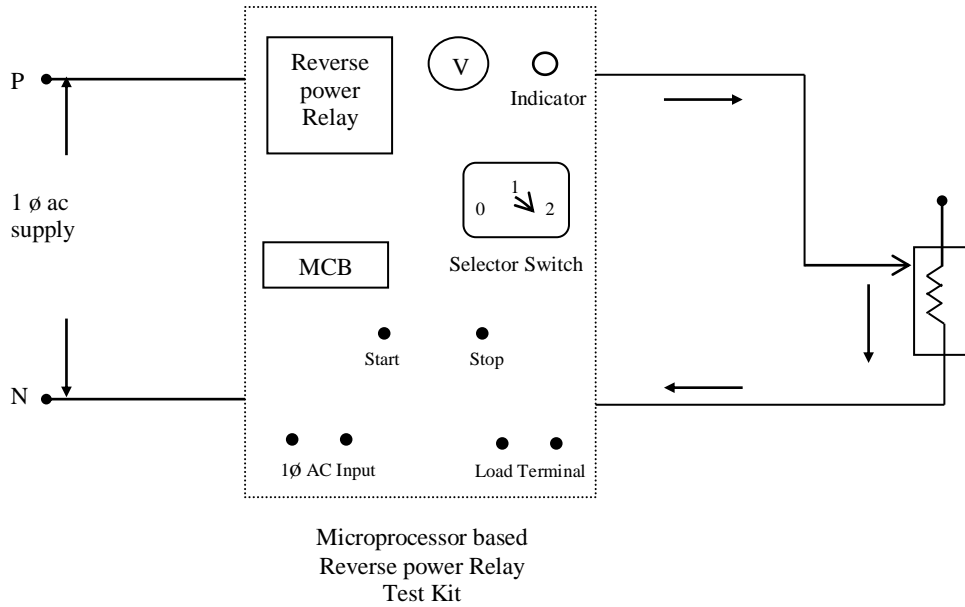 P
Reverse
power
Relay
V
Indicator
1 ø ac
supply
0
1
2
Selector Switch
MCB
Start
Stop
N
1Ø AC Input
Load Terminal
Microprocessor based
Reverse power Relay
Test Kit